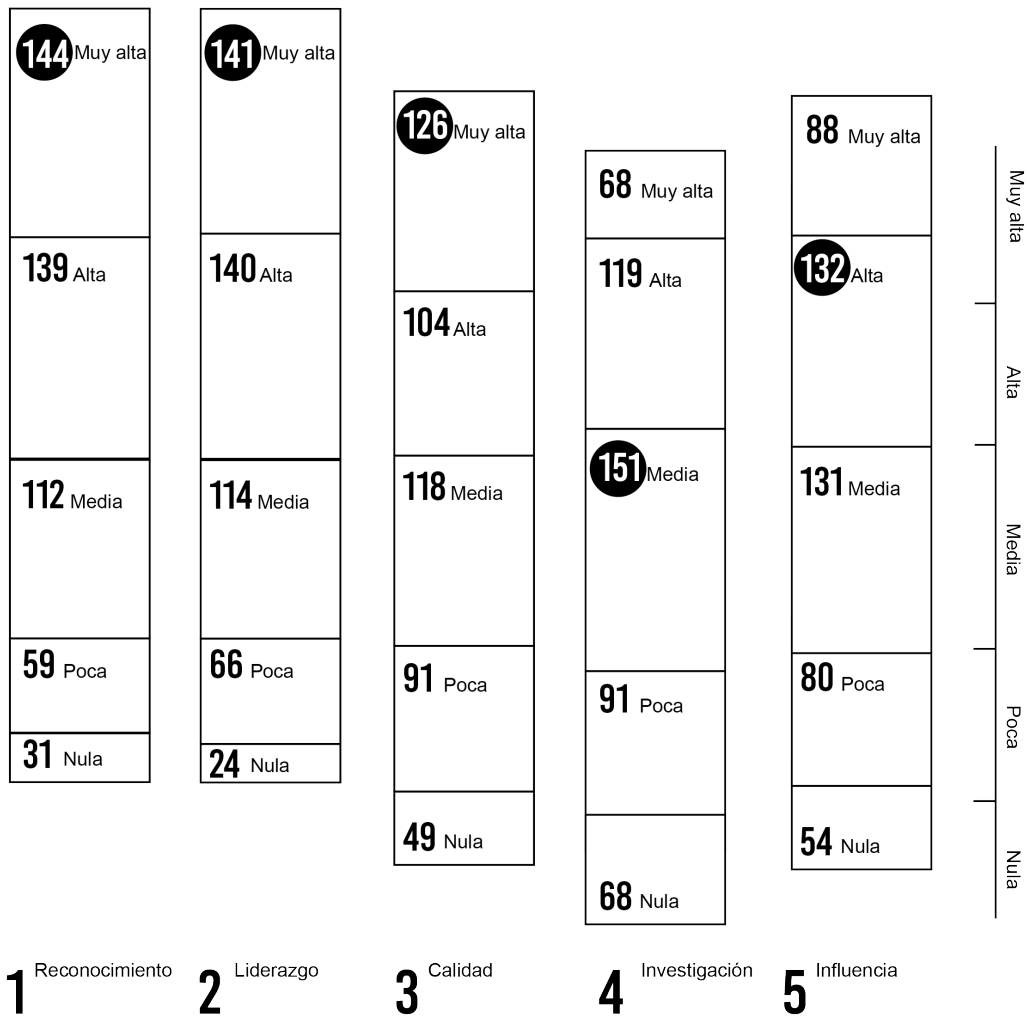 144 Muy alta
139 Alta
112 Media
59 Poca
31 Nula
1 Reconocimiento
141 Muy alta
140 Alta
114 Media
66 Poca
24 Nula
2 Liderazgo
126 Muy alta
104 Alta
118 Media
91 Poca
49 Nula
3 Calidad
68 Muy alta
119 Alta
151 Media
91 Poca
68 Nula
4 Investigación
88 Muy alta
132 Alta
131 Media
80 Poca
54 Nula
5 Influencia
Muy alta
Alta
Media
Poca
Nula